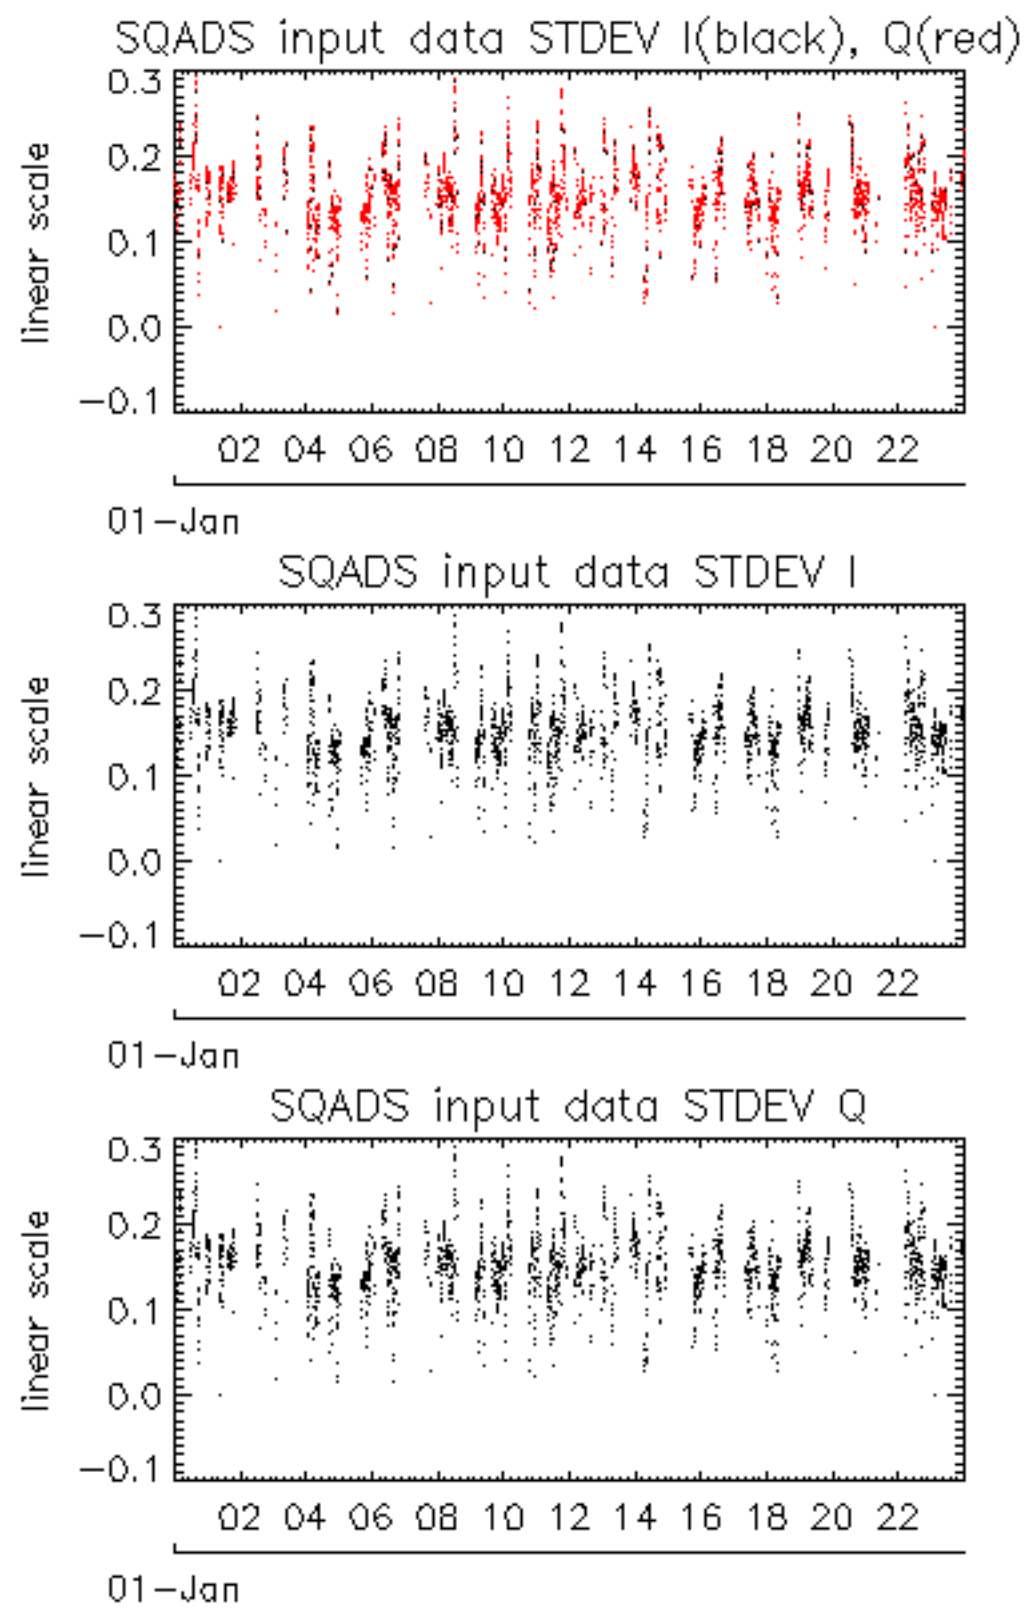 SQADS input data STDEV I(black), Q(red)
0.3
0.2
0.1
0.0
−0.1
linear scale
02 04 06 08 10 12 14 16 18 20 22
01−Jan
SQADS input data STDEV I
0.3
0.2
0.1
0.0
−0.1
linear scale
02 04 06 08 10 12 14 16 18 20 22
01−Jan
SQADS input data STDEV Q
0.3
0.2
0.1
0.0
−0.1
linear scale
02 04 06 08 10 12 14 16 18 20 22
01−Jan